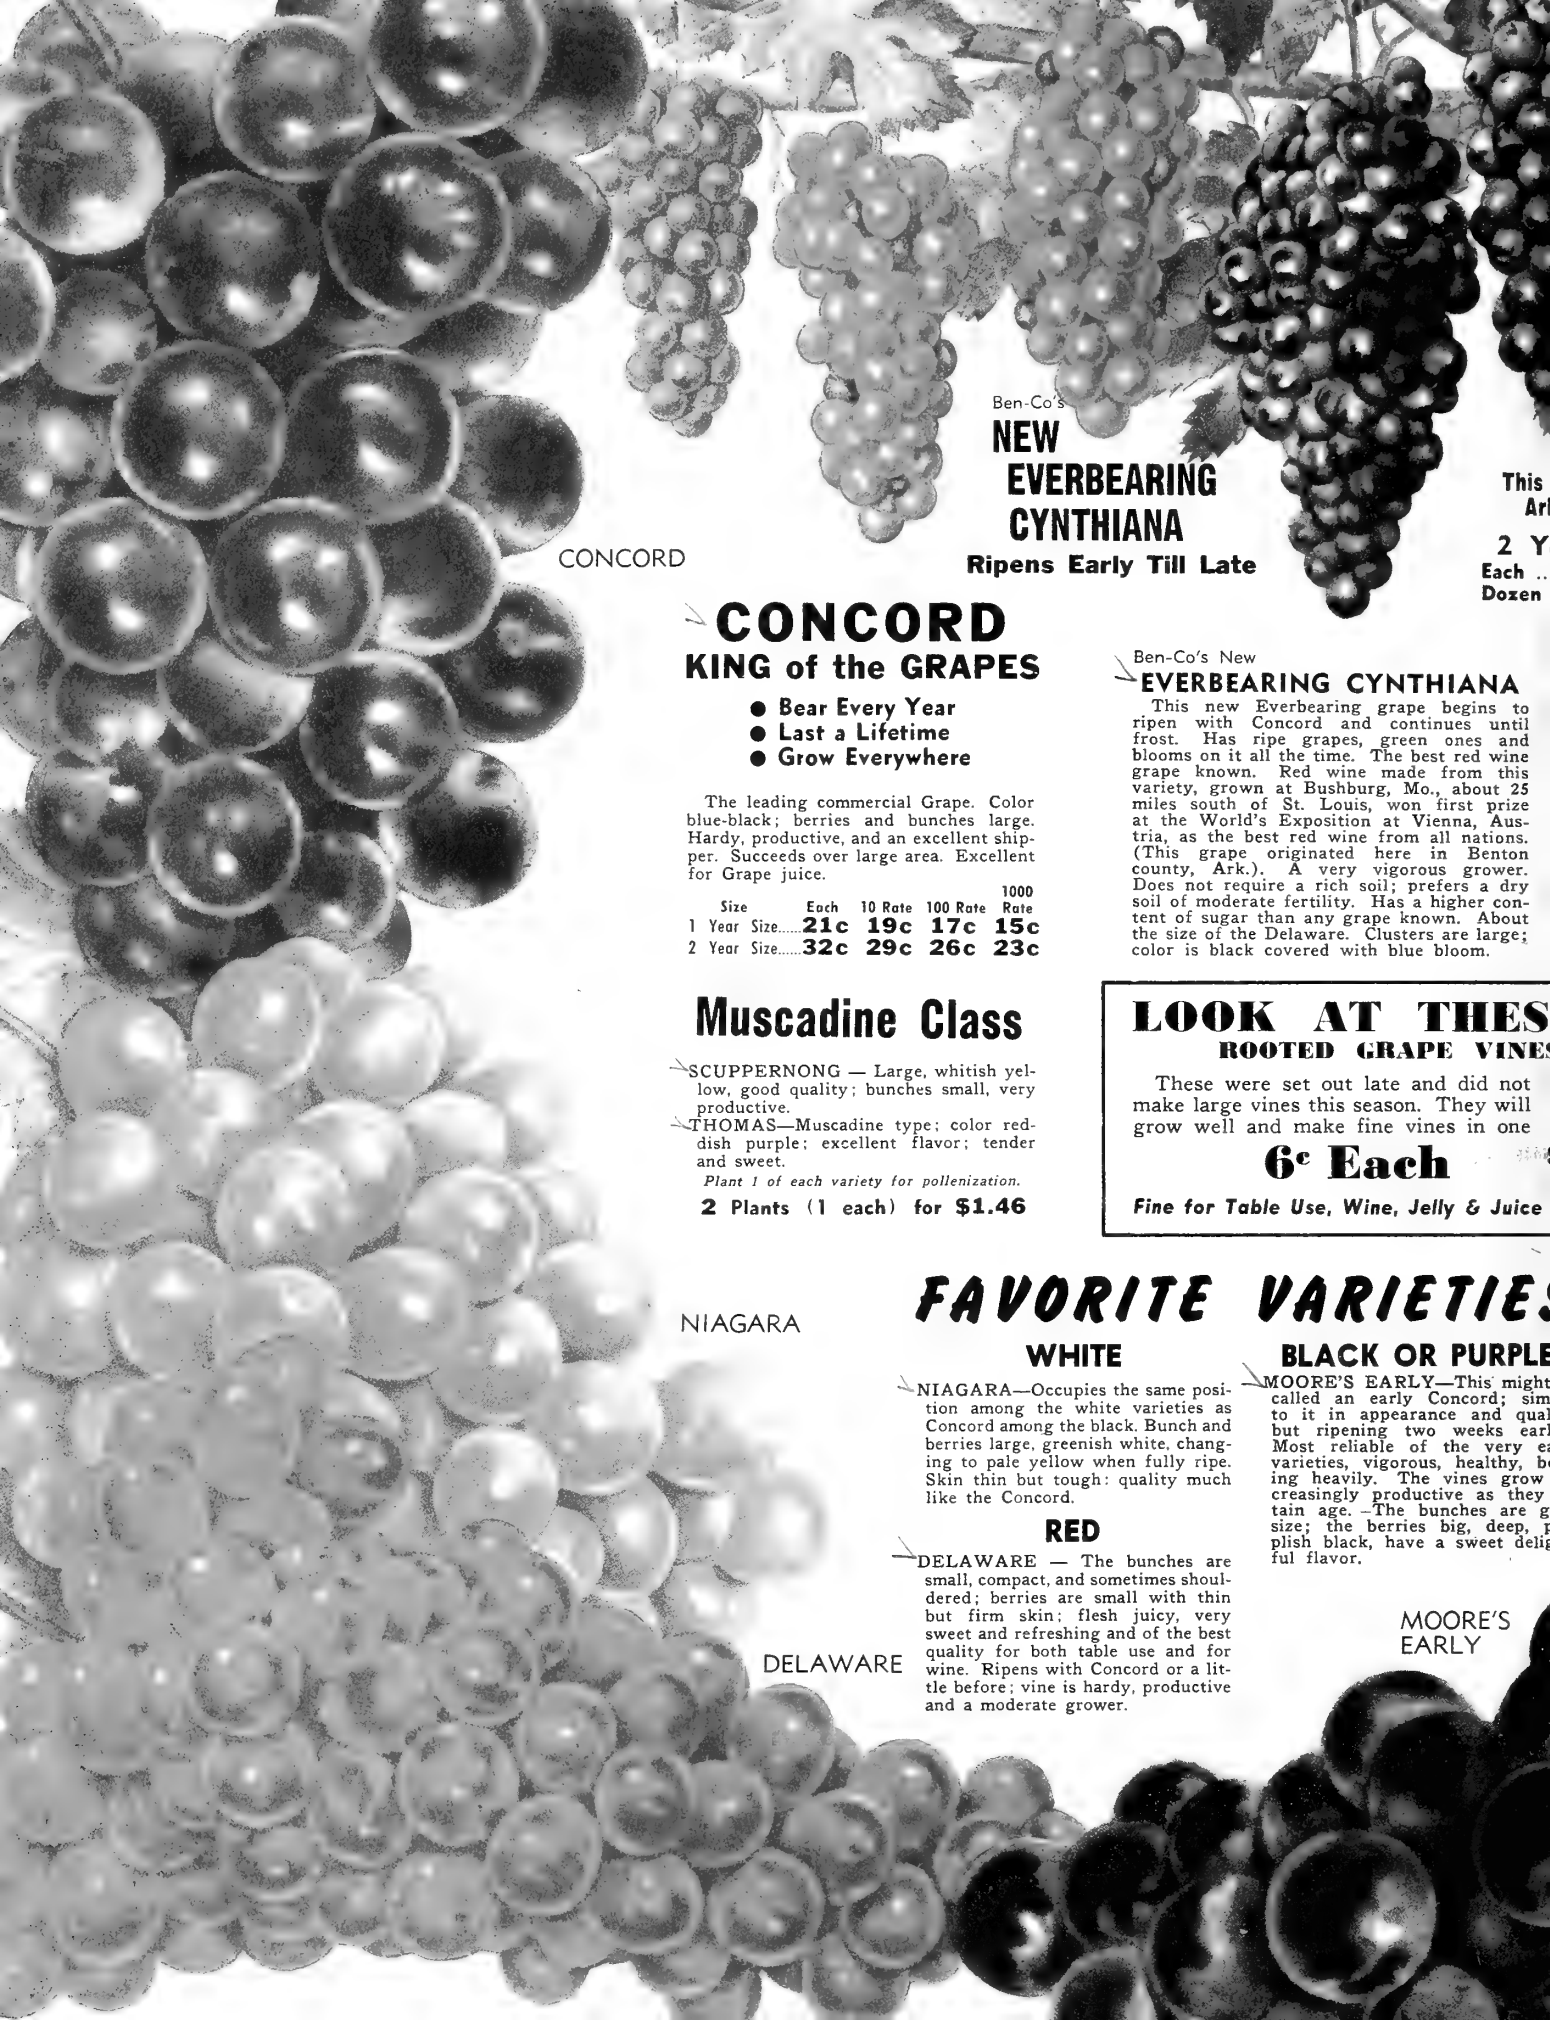 Ben-Co's
NEW
EVERBEARING
CYNTHIANA
Ripens Early Till Late
This
2
Each ..
Dozen
CONCORD
CONCORD
KING of the GRAPES
● Bear Every Year
● Last a Lifetime
● Grow Everywhere
The leading commercial Grape. Color
blue-black; berries and bunches large.
Hardy, productive, and an excellent ship-
per. Succeeds over large area. Excellent
for Grape juice.
1000
Size Each 10 Rate 100 Rate Rate
1 Year Size......21c 19c 17c 15c
2 Year Size......32c 29c 26c 23c
Muscadine Class
SCUPPERNONG — Large, whitish yel-
low, good quality; bunches small, very
productive.
THOMAS—Muscadine type; color red-
dish purple; excellent flavor; tender
and sweet.
Plant 1 of each variety for pollenization.
2 Plants (1 each) for $1.46
Ben-Co's New
EVERBEARING CYNTHIANA
This new Everbearing grape begins to
ripen with Concord and continues until
frost. Has ripe grapes, green ones and
blooms on it all the time. The best red wine
grape known. Red wine made from this
variety, grown at Bushburg, Mo., about 25
miles south of St. Louis, won first prize
at the World's Exposition at Vienna, Aus-
tria, as the best red wine from all nations.
(This grape originated here in Benton
county, Ark.). A very vigorous grower.
Does not require a rich soil; prefers a dry
soil of moderate fertility. Has a higher con-
tent of sugar than any grape known. About
the size of the Delaware. Clusters are large;
color is black covered with blue bloom.
LOOK AT THES
ROOTED GRAPE VINES
These were set out late and did not
make large vines this season. They will
grow well and make fine vines in one
6c Each
Fine for Table Use, Wine, Jelly & Juice
FAVORITE VARIETIES
WHITE
NIAGARA—Occupies the same posi-
tion among the white varieties as
Concord among the black. Bunch and
berries large, greenish white, chang-
ing to pale yellow when fully ripe.
Skin thin but tough: quality much
like the Concord.
RED
DELAWARE — The bunches are
small, compact, and sometimes shoul-
dered; berries are small with thin
but firm skin; flesh juicy, very
sweet and refreshing and of the best
quality for both table use and for
wine. Ripens with Concord or a lit-
tle before; vine is hardy, productive
and a moderate grower.
BLACK OR PURPLE
MOORE'S EARLY—This might
called an early Concord; sim
to it in appearance and qual
but ripening two weeks earl
Most reliable of the very ea
varieties, vigorous, healthy, be
ing heavily. The vines grow
creasingly productive as they
tain age. The bunches are g
size; the berries big, deep, p
plish black, have a sweet delig
ful flavor.
NIAGARA
DELAWARE
MOORE'S
EARLY